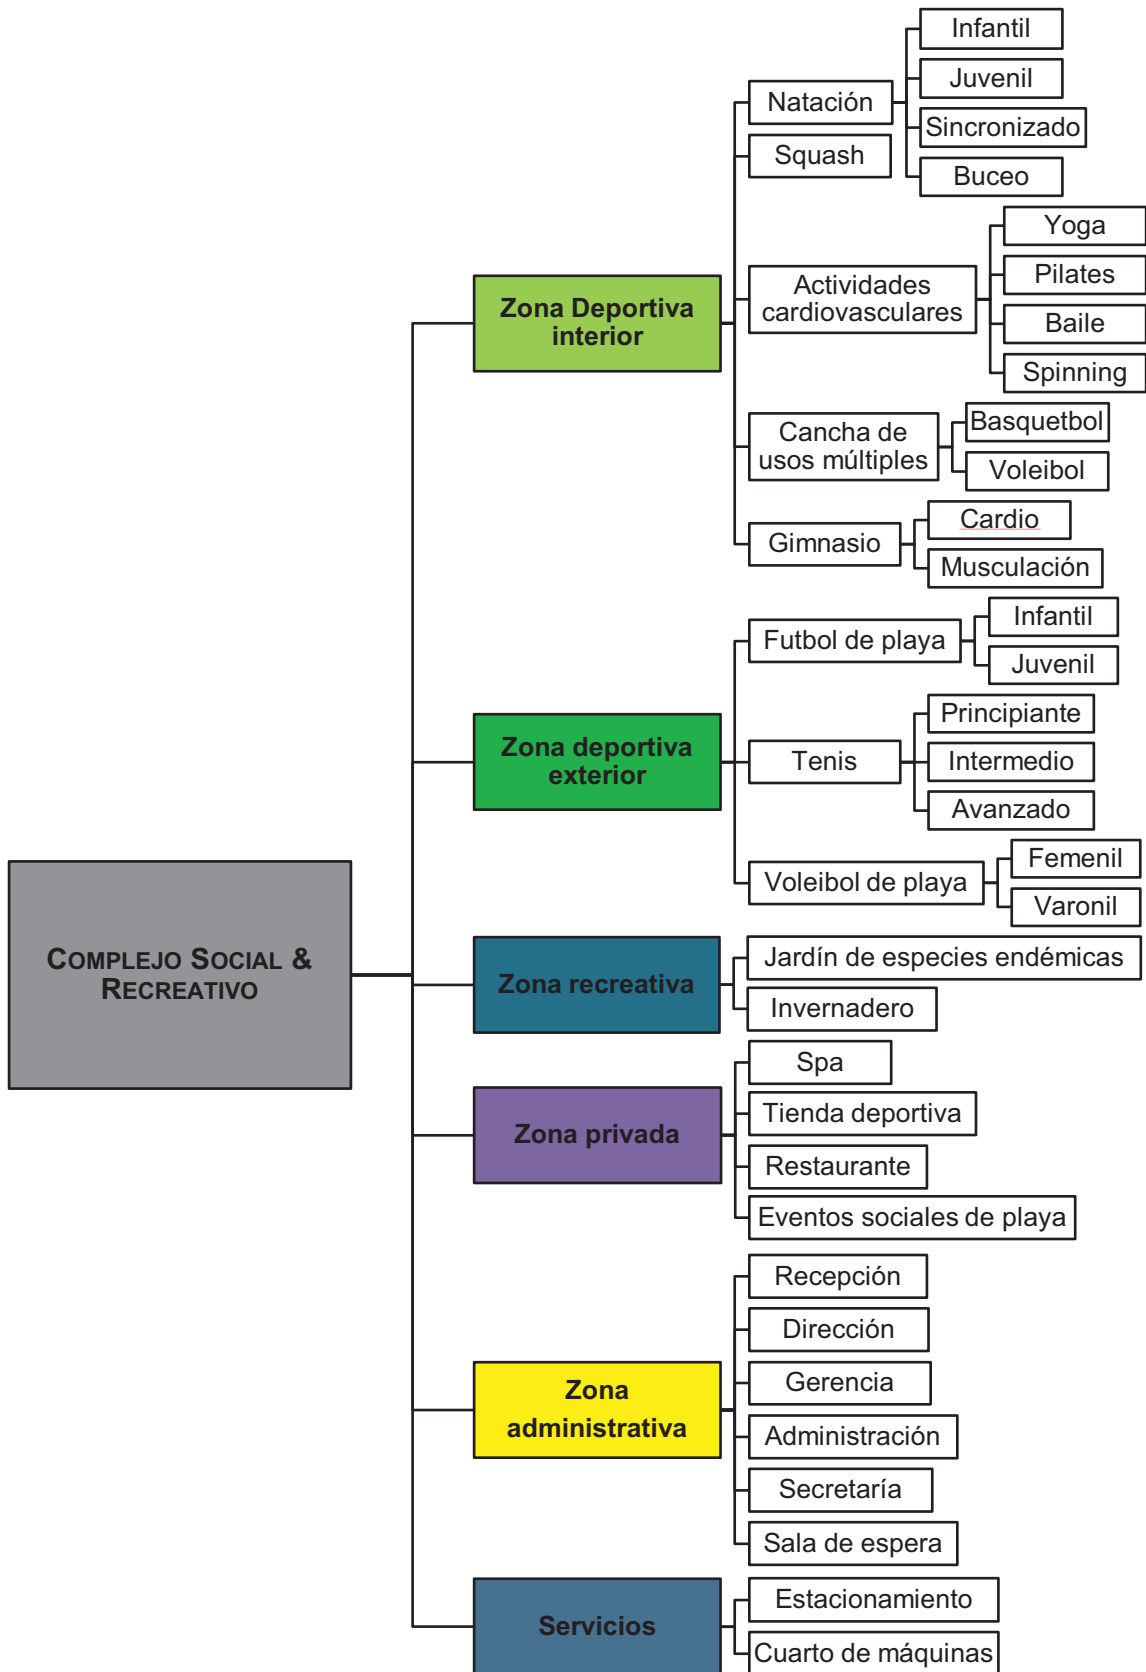 COMPLEJO SOCIAL &
RECREATIVO
Zona Deportiva
interior
Natación
Infantil
Juvenil
Sincronizado
Buceo
Squash
Actividades
cardiovasculares
Yoga
Pilates
Baile
Spinning
Cancha de
usos múltiples
Basquetbol
Voleibol
Gimnasio
Cardio
Musculación
Zona deportiva
exterior
Futbol de playa
Infantil
Juvenil
Tenis
Principiante
Intermedio
Avanzado
Voleibol de playa
Femenil
Varonil
Zona recreativa
Jardín de especies endémicas
Invernadero
Zona privada
Spa
Tienda deportiva
Restaurante
Eventos sociales de playa
Zona
administrativa
Recepción
Dirección
Gerencia
Administración
Secretaría
Sala de espera
Servicios
Estacionamiento
Cuarto de máquinas